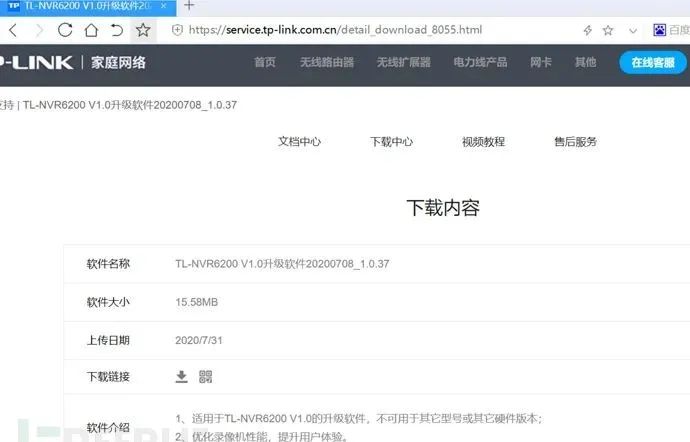 TL-NVR6200 V1.0升级软件202
https://service.tp-link.com.cn/detail_download_8055.html
百度
P-LINK | 家庭网络 首页 无线路由器 无线扩展器 电力线产品 网卡 其他 在线客服
支持 | TL-NVR6200 V1.0升级软件20200708_1.0.37
文档中心 下载中心 视频教程 售后服务
下载内容
软件名称 TL-NVR6200 V1.0升级软件20200708_1.0.37
软件大小 15.58MB
上传日期 2020/7/31
下载链接
软件介绍 1、适用于TL-NVR6200 V1.0的升级软件，不可用于其它型号或其它硬件版本；
2、优化录像机性能，提升用户体验。